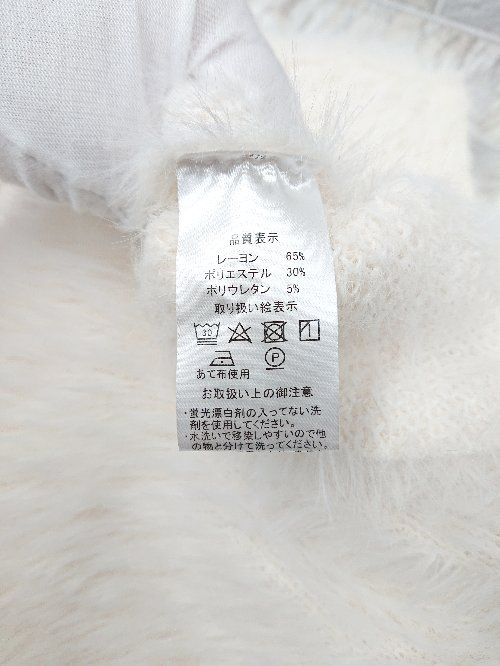 品質表示
レーヨン 65%
ポリエステル 30%
ポリウレタン 5%
取り扱い絵表示
30
P
あて布使用
お取扱い上の御注意
・蛍光漂白剤の入ってない洗
剤を使用してください。
・水洗いで移染しやすいので他
の物と分けて洗ってください。